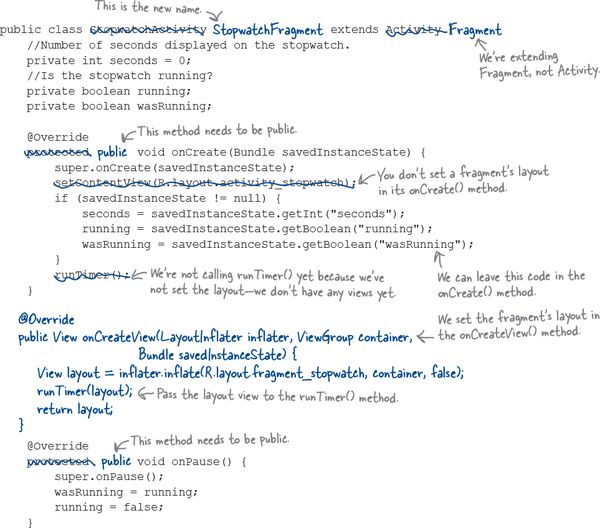 This is the new name.
public class StopwatchActivity StopwatchFragment extends Activity Fragment
//Number of seconds displayed on the stopwatch.
private int seconds = 0;
We're extending
Fragment, not Activity.
//Is the stopwatch running?
private boolean running;
private boolean wasRunning;
@Override
This method needs to be public.
protected public void onCreate(Bundle savedInstanceState) {
super.onCreate(savedInstanceState);
setContentView(R.layout.activity_stopwatch);
You don't set a fragment's layout
in its onCreate() method.
if (savedInstanceState != null) {
seconds = savedInstanceState.getInt("seconds");
running = savedInstanceState.getBoolean("running");
wasRunning = savedInstanceState.getBoolean("wasRunning");
}
We can leave this code in the
onCreate() method.
runTimer();
We're not calling runTimer() yet because we've
not set the layout—we don't have any views yet.
}
@Override
public View onCreateView(LayoutInflater inflater, ViewGroup container,
Bundle savedInstanceState) {
We set the fragment's layout in
the onCreateView() method.
View layout = inflater.inflate(R.layout.fragment_stopwatch, container, false);
runTimer(layout);
Pass the layout view to the runTimer() method.
return layout;
}
@Override
This method needs to be public.
protected public void onPause() {
super.onPause();
wasRunning = running;
running = false;
}